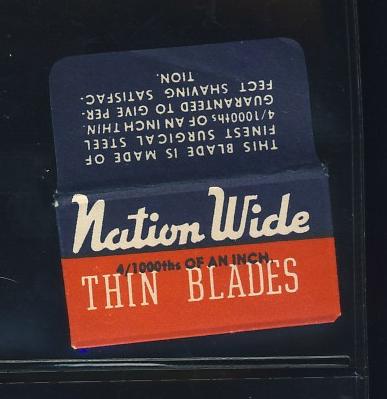 THIS BLADE IS MADE OF
FINEST SURGICAL STEEL
4/1000ths OF AN INCH THIN.
GUARANTEED TO GIVE PER-
FECT SHAVING SATISFAC-
TION.
Nation Wide
4/1000ths OF AN INCH
THIN BLADES